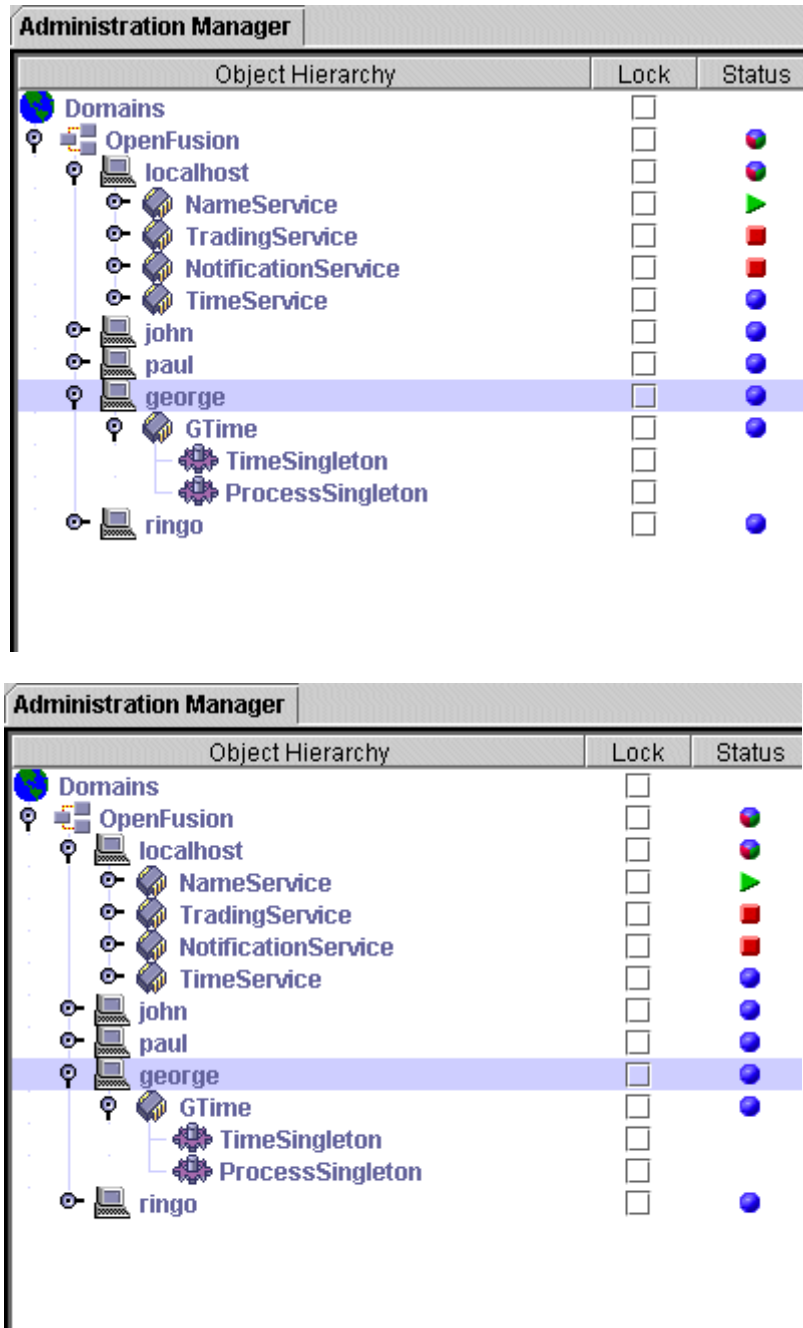 Administration Manager
Object Hierarchy Lock Status
Domains
OpenFusion
localhost
NameService
TradingService
NotificationService
TimeService
john
paul
george
GTime
TimeSingleton
ProcessSingleton
ringo
Administration Manager
Object Hierarchy Lock Status
Domains
OpenFusion
localhost
NameService
TradingService
NotificationService
TimeService
john
paul
george
GTime
TimeSingleton
ProcessSingleton
ringo